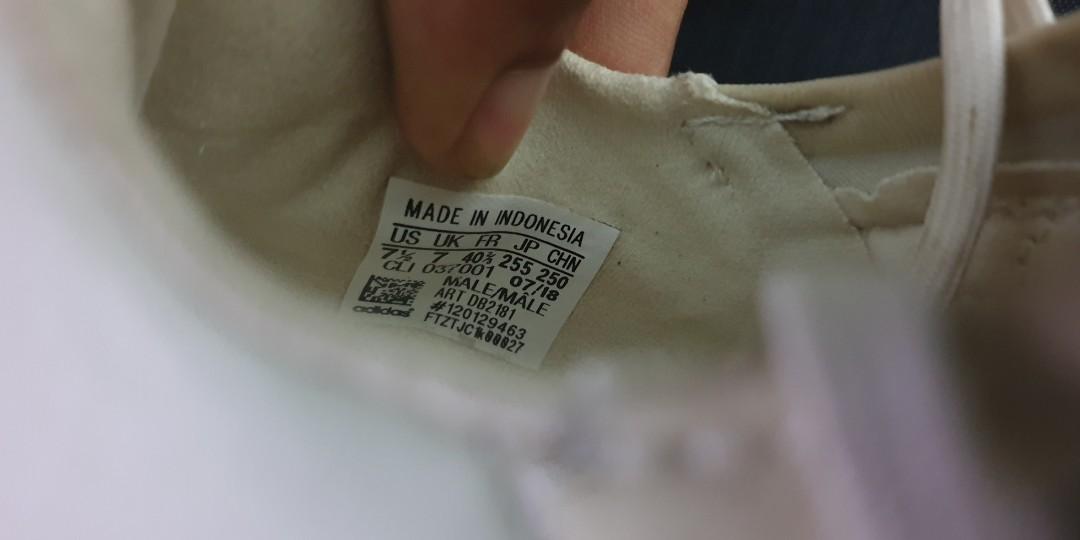 MADE IN INDONESIA
US UK FR JP CHN
7½ 7 40⅔ 255 250
CLI 037001 07/18
MALE/MÂLE
ART DB2181
#120129463
adidas